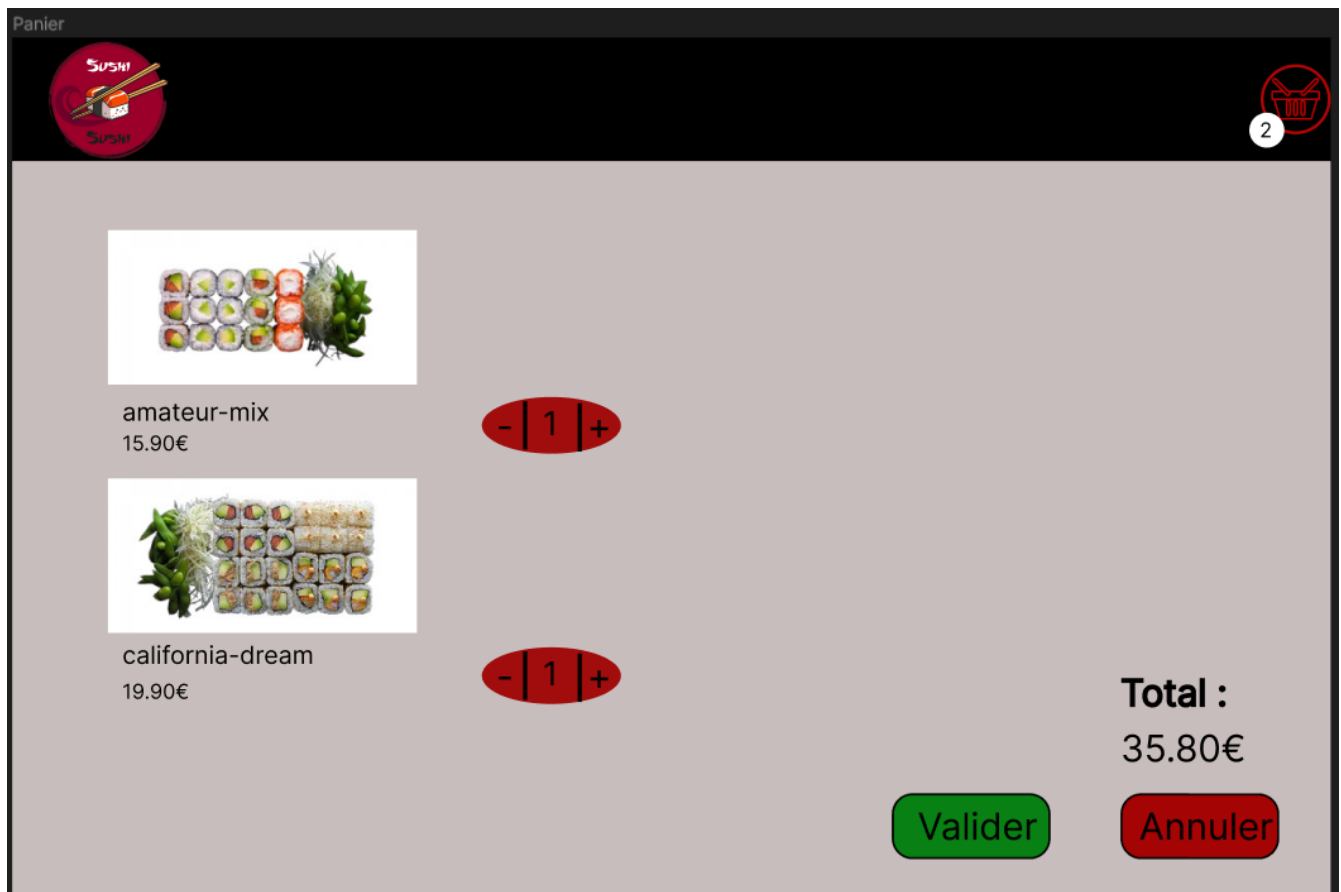 Panier
SUSHI
SUSHI
2
amateur-mix
15.90€
- 1 +
california-dream
19.90€
- 1 +
Total :
35.80€
Valider
Annuler